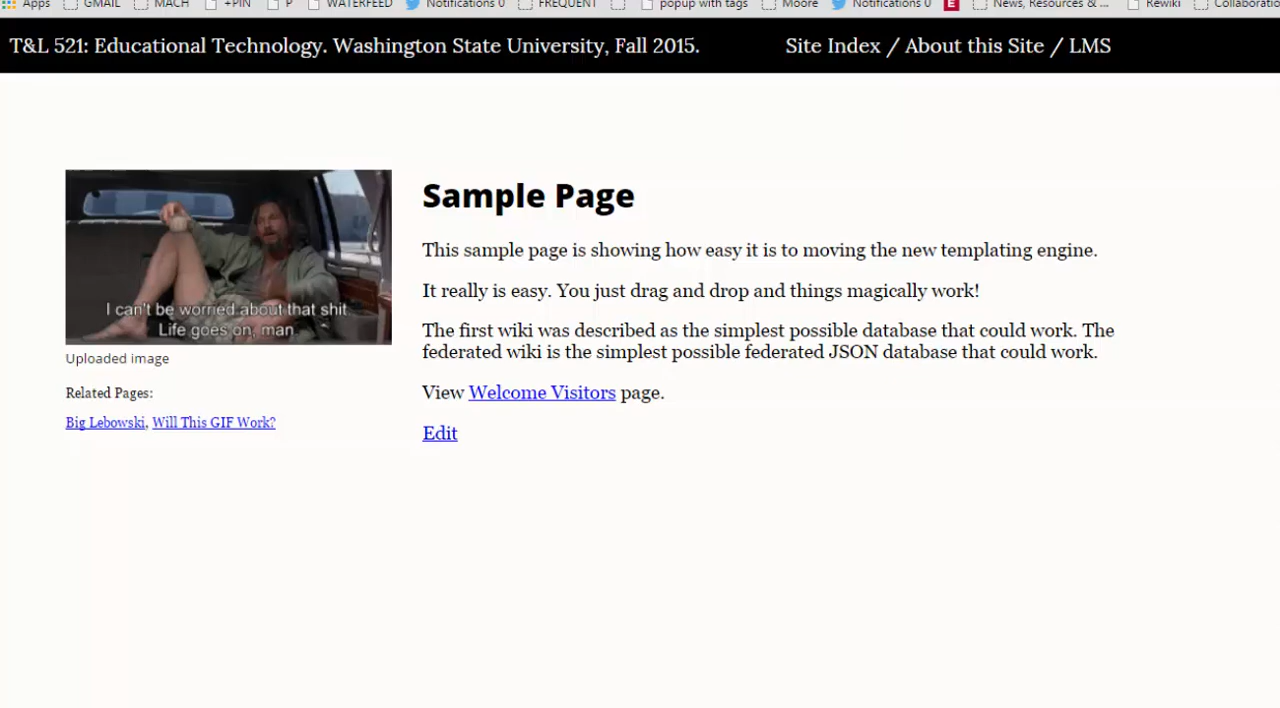 Apps GMAIL MACH +PIN P WATERFEED Notifications 0 FREQUENT popup with tags Moore Notifications 0 E News, Resources & ... Rewiki Collaboratio
T&L 521: Educational Technology. Washington State University, Fall 2015. Site Index / About this Site / LMS
I can't be worried about that shit.
Life goes on, man.
Uploaded image
Related Pages:
Big Lebowski, Will This GIF Work?
Sample Page
This sample page is showing how easy it is to moving the new templating engine.
It really is easy. You just drag and drop and things magically work!
The first wiki was described as the simplest possible database that could work. The
federated wiki is the simplest possible federated JSON database that could work.
View Welcome Visitors page.
Edit